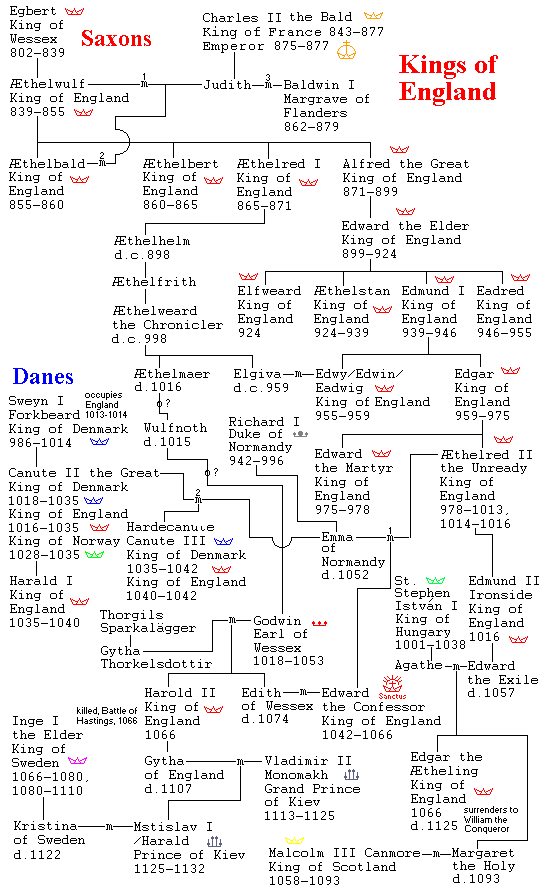 Egbert
King of
Wessex
802-839
Saxons
Charles II the Bald
King of France 843-877
Emperor 875-877
Kings of
England
Æthelwulf
King of England
839-855
1
m
Judith
3
m
Baldwin I
Margrave of
Flanders
862-879
2
m
Æthelbald
King of
England
855-860
Æthelbert
King of
England
860-865
Æthelred I
King of
England
865-871
Alfred the Great
King of England
871-899
Edward the Elder
King of England
899-924
Æthelhelm
d.c.898
Æthelfrith
Æthelweard
the Chronicler
d.c.998
Elfweard
King of
England
924
Æthelstan
King of
England
924-939
Edmund I
King of
England
939-946
Eadred
King of
England
946-955
Danes
Æthelmaer
d.1016
Elgiva
d.c.959
m
Edwy/Edwin/
Eadwig
King of England
955-959
Edgar
King of
England
959-975
Sweyn I
Forkbeard
King of Denmark
986-1014
occupies
England
1013-1014
?
Wulfnoth
d.1015
Richard I
Duke of
Normandy
942-996
Edward
the Martyr
King of
England
975-978
Æthelred II
the Unready
King of
England
978-1013,
1014-1016
Canute II the Great
King of Denmark
1018-1035
King of England
1016-1035
King of Norway
1028-1035
?
2
m
Hardecanute
Canute III
King of Denmark
1035-1042
King of England
1040-1042
Emma
of
Normandy
d.1052
1
m
Harald I
King of
England
1035-1040
St.
Stephen
/
István I
King of
Hungary
1001-1038
Edmund II
Ironside
King of
England
1016
Thorgils
Sparkalägger
Gytha
Thorkelsdottir
m
Godwin
Earl of
Wessex
1018-1053
Agathe
m
Edward
the Exile
d.1057
killed, Battle of
Hastings, 1066
Harold II
King of
England
1066
Edith
of Wessex
d.1074
m
Edward
the Confessor
King of England
1042-1066
Sanctus
Inge I
the Elder
King of
Sweden
1066-1080,
1080-1110
Gytha
of England
d.1107
m
Vladimir II
Monomakh
Grand Prince
of Kiev
1113-1125
Edgar the
Ætheling
King of
England
1066
d.1125
surrenders to
William the
Conqueror
Kristina
of Sweden
d.1122
m
Mstislav I
/Harald
Prince of Kiev
1125-1132
Malcolm III Canmore
King of Scotland
1058-1093
m
Margaret
the Holy
d.1093